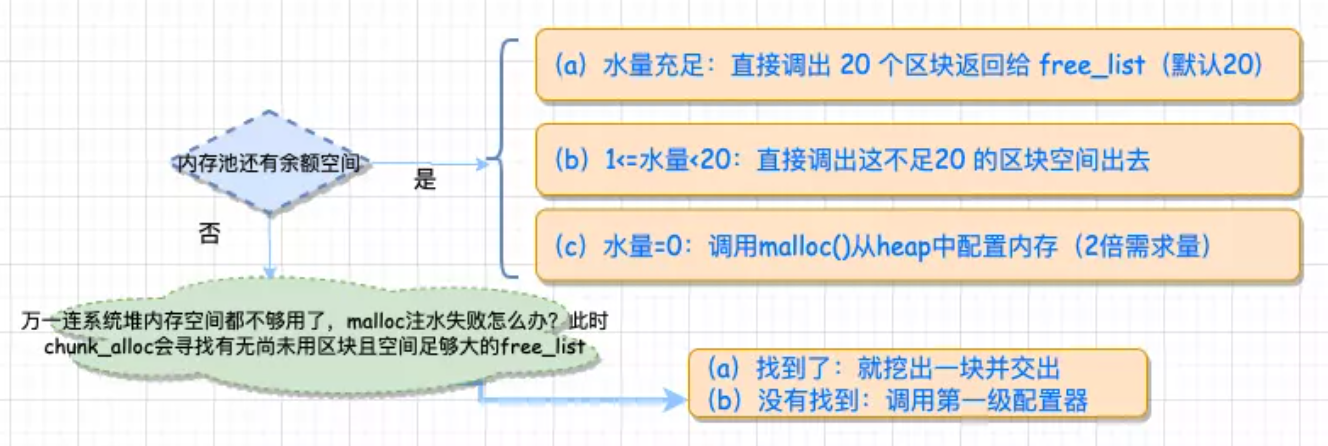 (a) 水量充足：直接调出 20 个区块返回给 free_list（默认20）
内存池还有余额空间
是
(b) 1<=水量<20：直接调出这不足20 的区块空间出去
否
(c) 水量=0：调用malloc()从heap中配置内存（2倍需求量）
万一连系统堆内存空间都不够用了，malloc注水失败怎么办？此时
chunk_alloc会寻找有无尚未用区块且空间足够大的free_list
(a) 找到了：就挖出一块并交出
(b) 没有找到：调用第一级配置器